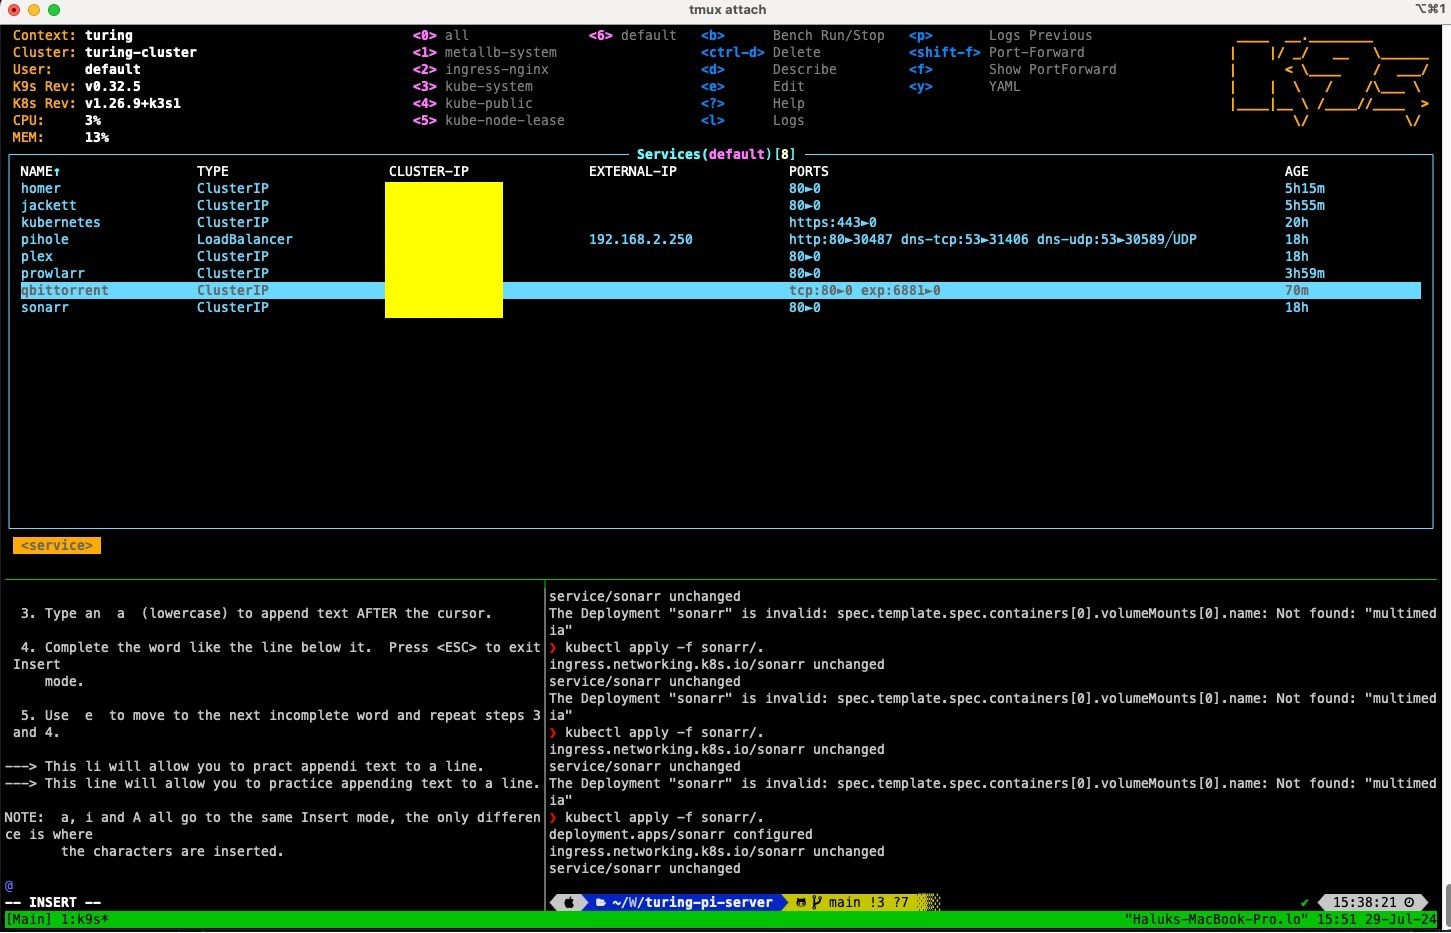 tmux attach
⌥⌘1
Context: turing <0> all <6> default <b> Bench Run/Stop <p> Logs Previous
Cluster: turing-cluster <1> metallb-system <ctrl-d> Delete <shift-f> Port-Forward
User: default <2> ingress-nginx <d> Describe <f> Show PortForward
K9s Rev: v0.32.5 <3> kube-system <e> Edit <y> YAML
K8s Rev: v1.26.9+k3s1 <4> kube-public <?> Help
CPU: 3% <5> kube-node-lease <l> Logs
MEM: 13%
Services(default)[8]
NAME↑ TYPE CLUSTER-IP EXTERNAL-IP PORTS AGE
homer ClusterIP 80►0 5h15m
jackett ClusterIP 80►0 5h55m
kubernetes ClusterIP https:443►0 20h
pihole LoadBalancer 192.168.2.250 http:80►30487 dns-tcp:53►31406 dns-udp:53►30589/UDP 18h
plex ClusterIP 80►0 18h
prowlarr ClusterIP 80►0 3h59m
qbittorrent ClusterIP tcp:80►0 exp:6881►0 70m
sonarr ClusterIP 80►0 18h
<service>
3. Type an a (lowercase) to append text AFTER the cursor.
4. Complete the word like the line below it. Press <ESC> to exit
Insert
mode.
5. Use e to move to the next incomplete word and repeat steps 3
and 4.
---> This li will allow you to pract appendi text to a line.
---> This line will allow you to practice appending text to a line.
NOTE: a, i and A all go to the same Insert mode, the only differen
ce is where
the characters are inserted.
@
-- INSERT --
service/sonarr unchanged
The Deployment "sonarr" is invalid: spec.template.spec.containers[0].volumeMounts[0].name: Not found: "multimed
ia"
❯ kubectl apply -f sonarr/.
ingress.networking.k8s.io/sonarr unchanged
service/sonarr unchanged
The Deployment "sonarr" is invalid: spec.template.spec.containers[0].volumeMounts[0].name: Not found: "multimed
ia"
❯ kubectl apply -f sonarr/.
ingress.networking.k8s.io/sonarr unchanged
service/sonarr unchanged
The Deployment "sonarr" is invalid: spec.template.spec.containers[0].volumeMounts[0].name: Not found: "multimed
ia"
❯ kubectl apply -f sonarr/.
deployment.apps/sonarr configured
ingress.networking.k8s.io/sonarr unchanged
service/sonarr unchanged
~/W/turing-pi-server main !3 ?7 ✔ 15:38:21
[Main] 1:k9s* "Haluks-MacBook-Pro.lo" 15:51 29-Jul-24